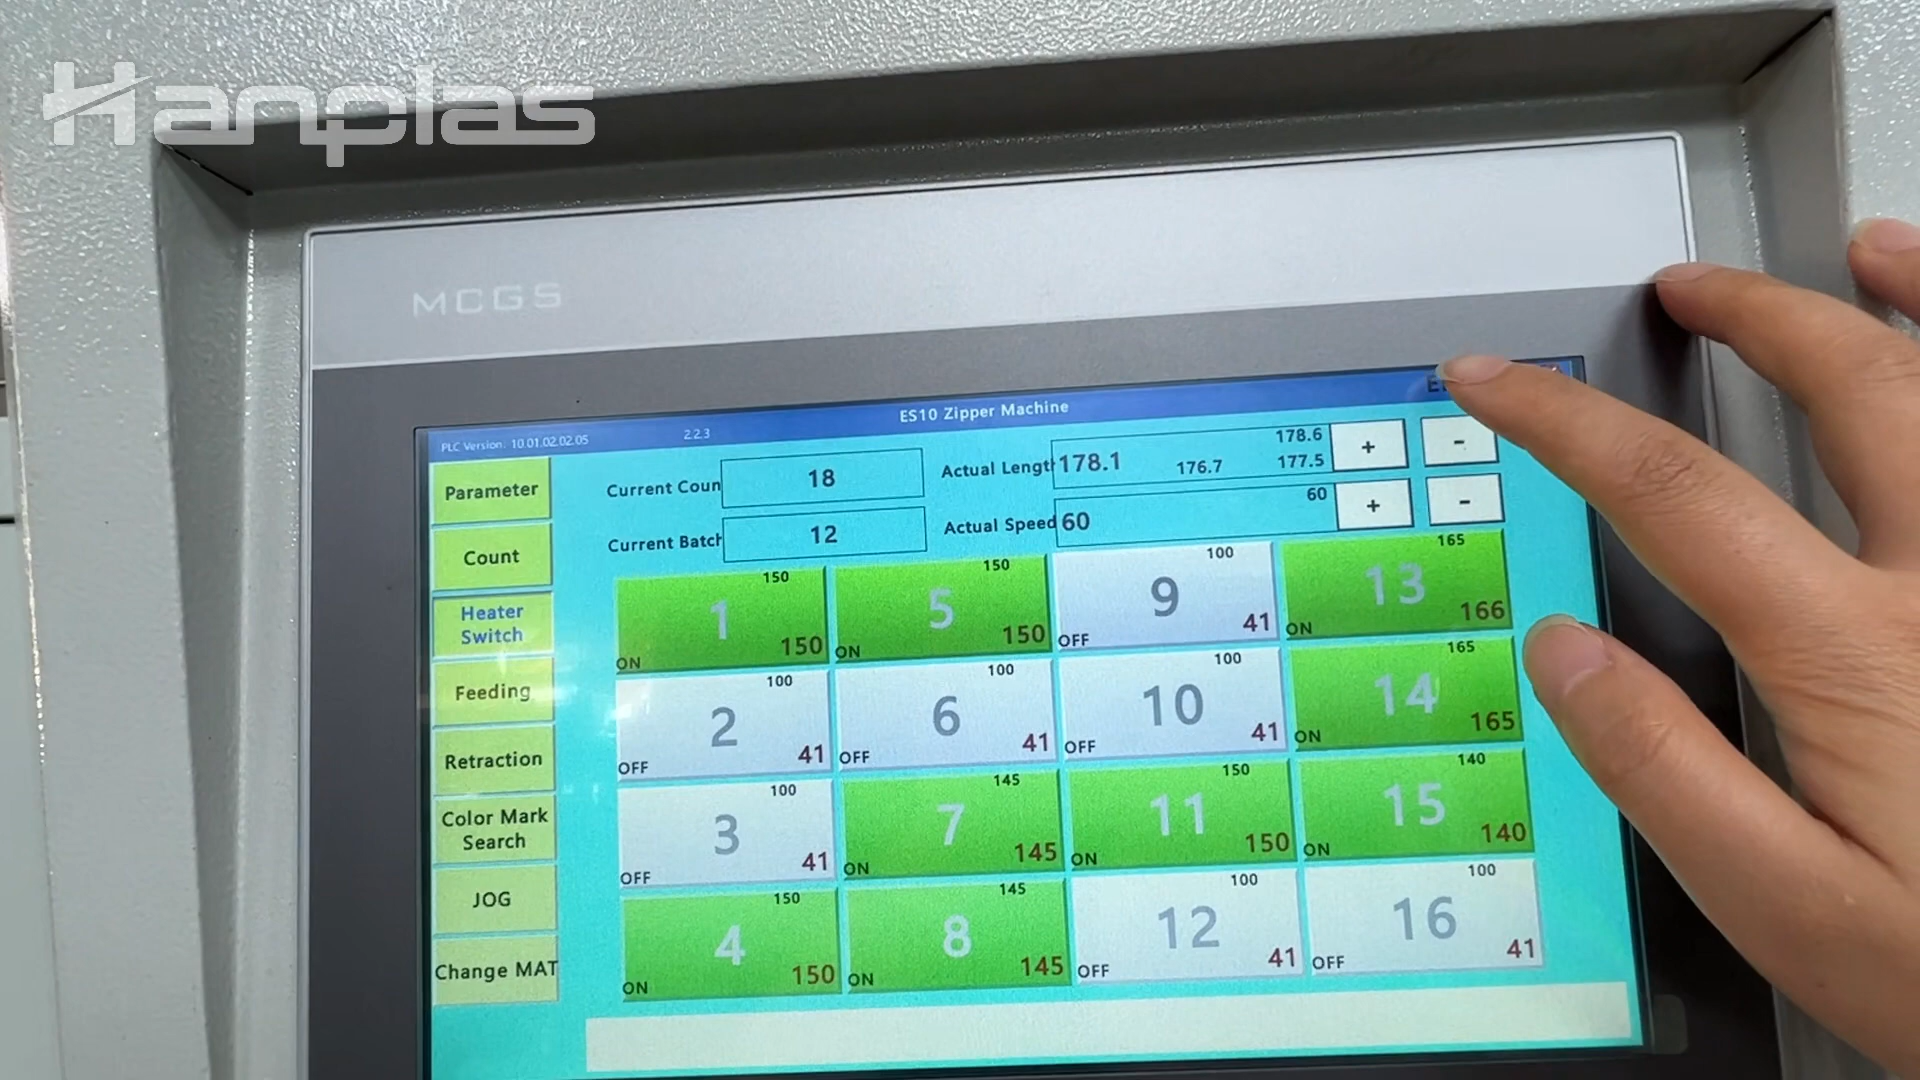 Hanplas
MCGS
ES10 Zipper Machine
PLC Version: 10.01.02.02.05
2.2.3
Parameter
Count
Heater
Switch
Feeding
Retraction
Color Mark
Search
JOG
Change MAT
Current Coun
18
Actual Length
178.1
176.7
178.6
177.5
+
-
Current Batch
12
Actual Speed
60
60
+
-
150
1
ON
150
150
5
ON
150
100
9
OFF
41
165
13
ON
166
100
2
OFF
41
100
6
OFF
41
100
10
OFF
41
165
14
ON
165
100
3
OFF
41
145
7
ON
145
150
11
ON
150
140
15
ON
140
150
4
ON
150
145
8
ON
145
100
12
OFF
41
100
16
OFF
41